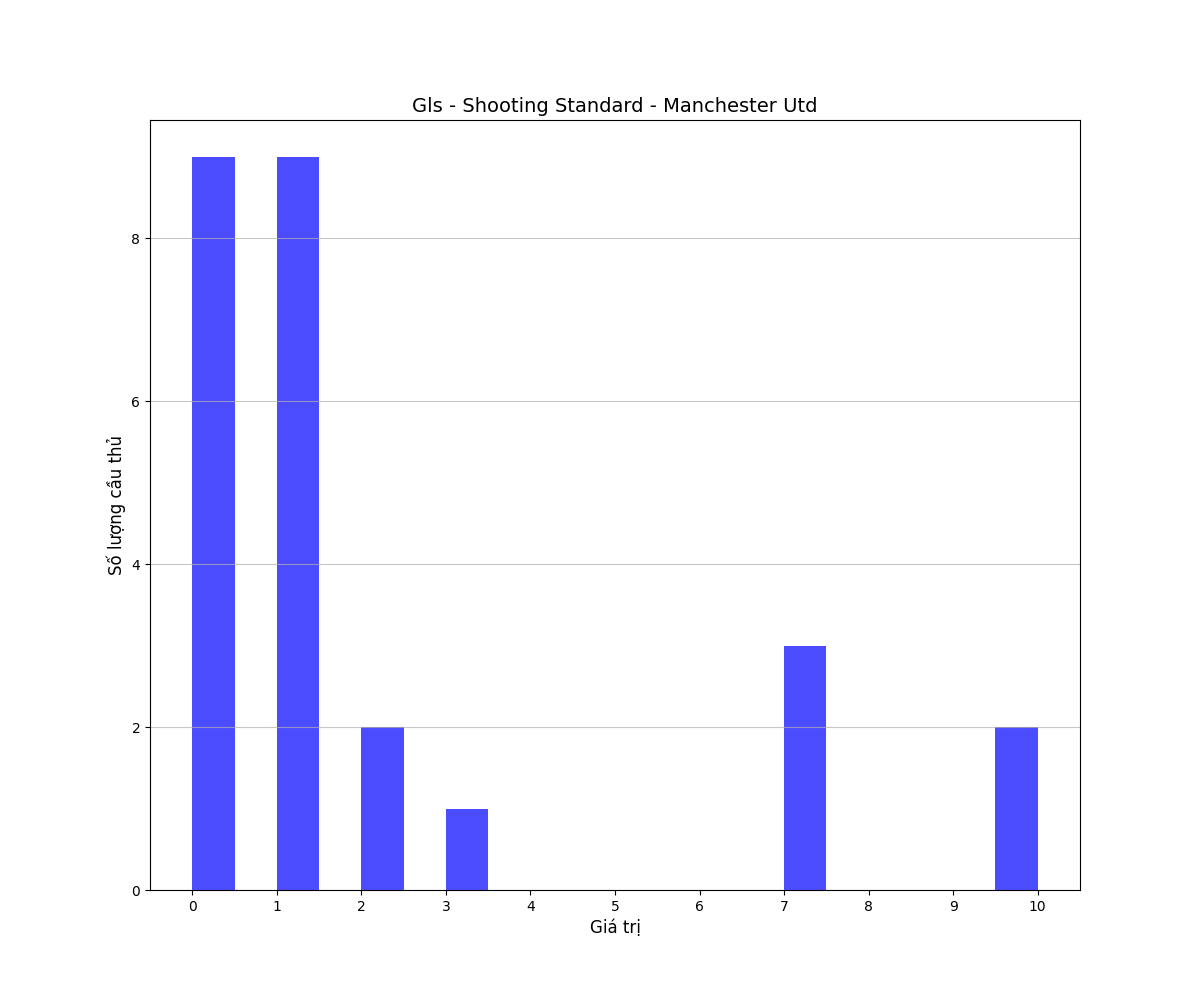 Gls - Shooting Standard - Manchester Utd
Số lượng cầu thủ
8
6
4
2
0
0 1 2 3 4 5 6 7 8 9 10
Giá trị